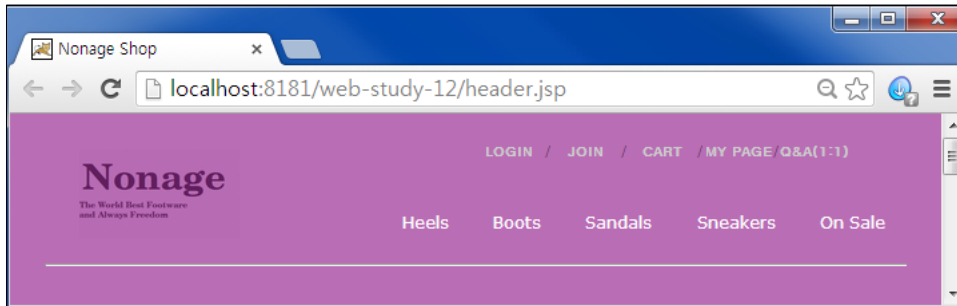 Nonage Shop
localhost:8181/web-study-12/header.jsp
LOGIN / JOIN / CART / MY PAGE/Q&A(1:1)
Nonage
The World Best Footware
and Always Freedom
Heels Boots Sandals Sneakers On Sale